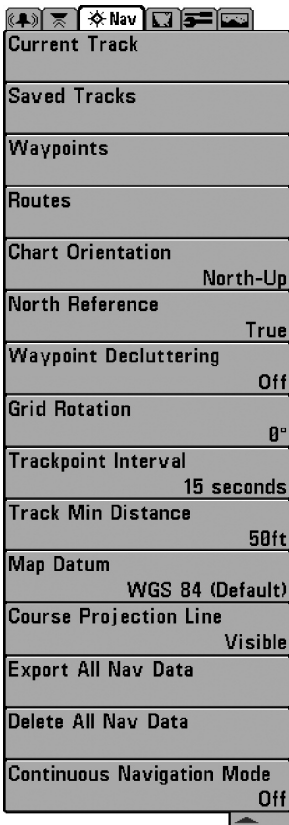 Nav
Current Track
Saved Tracks
Waypoints
Routes
Chart Orientation
North-Up
North Reference
True
Waypoint Decluttering
Off
Grid Rotation
0°
Trackpoint Interval
15 seconds
Track Min Distance
50ft
Map Datum
WGS 84 (Default)
Course Projection Line
Visible
Export All Nav Data
Delete All Nav Data
Continuous Navigation Mode
Off